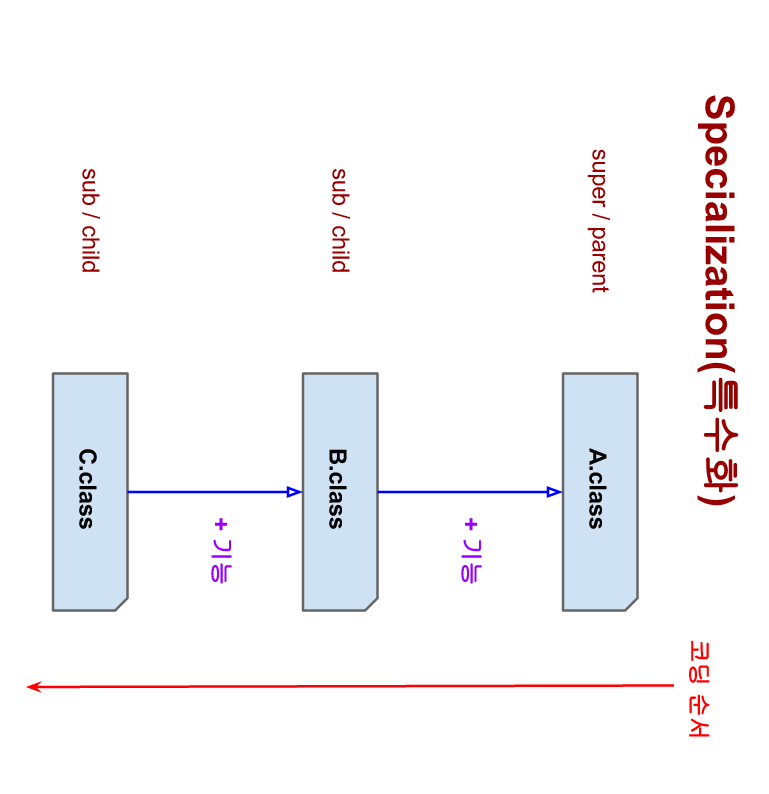 Specialization(특수화)
super / parent
A.class
코딩 순서
+ 기능
sub / child
B.class
+ 기능
sub / child
C.class